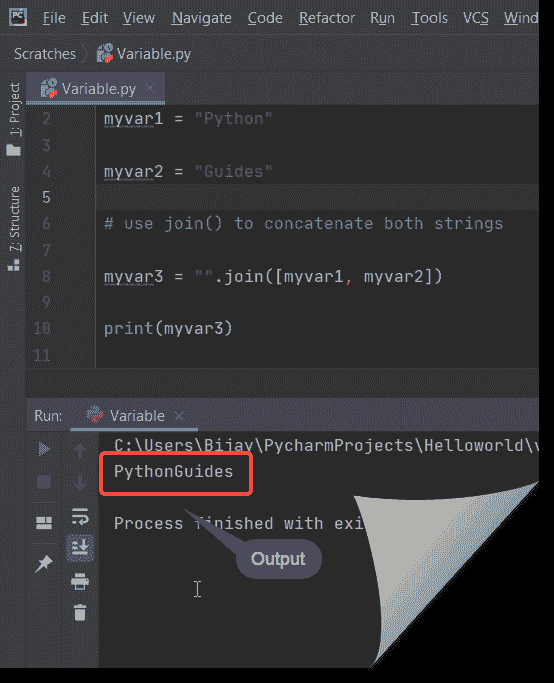 PC File Edit View Navigate Code Refactor Run Tools VCS Wind
Scratches Variable.py
1: Project
7: Structure
Variable.py
2 myvar1 = "Python"
3
4 myvar2 = "Guides"
5
6 # use join() to concatenate both strings
7
8 myvar3 = "".join([myvar1, myvar2])
9
10 print(myvar3)
11
Run: Variable
C:\Users\Bijay\PycharmProjects\Helloworld\v
PythonGuides
Process finished with exi
Output